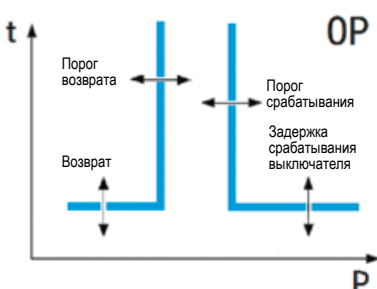 t
OP
Порог
возврата
Порог
срабатывания
Возврат
Задержка
срабатывания
выключателя
P